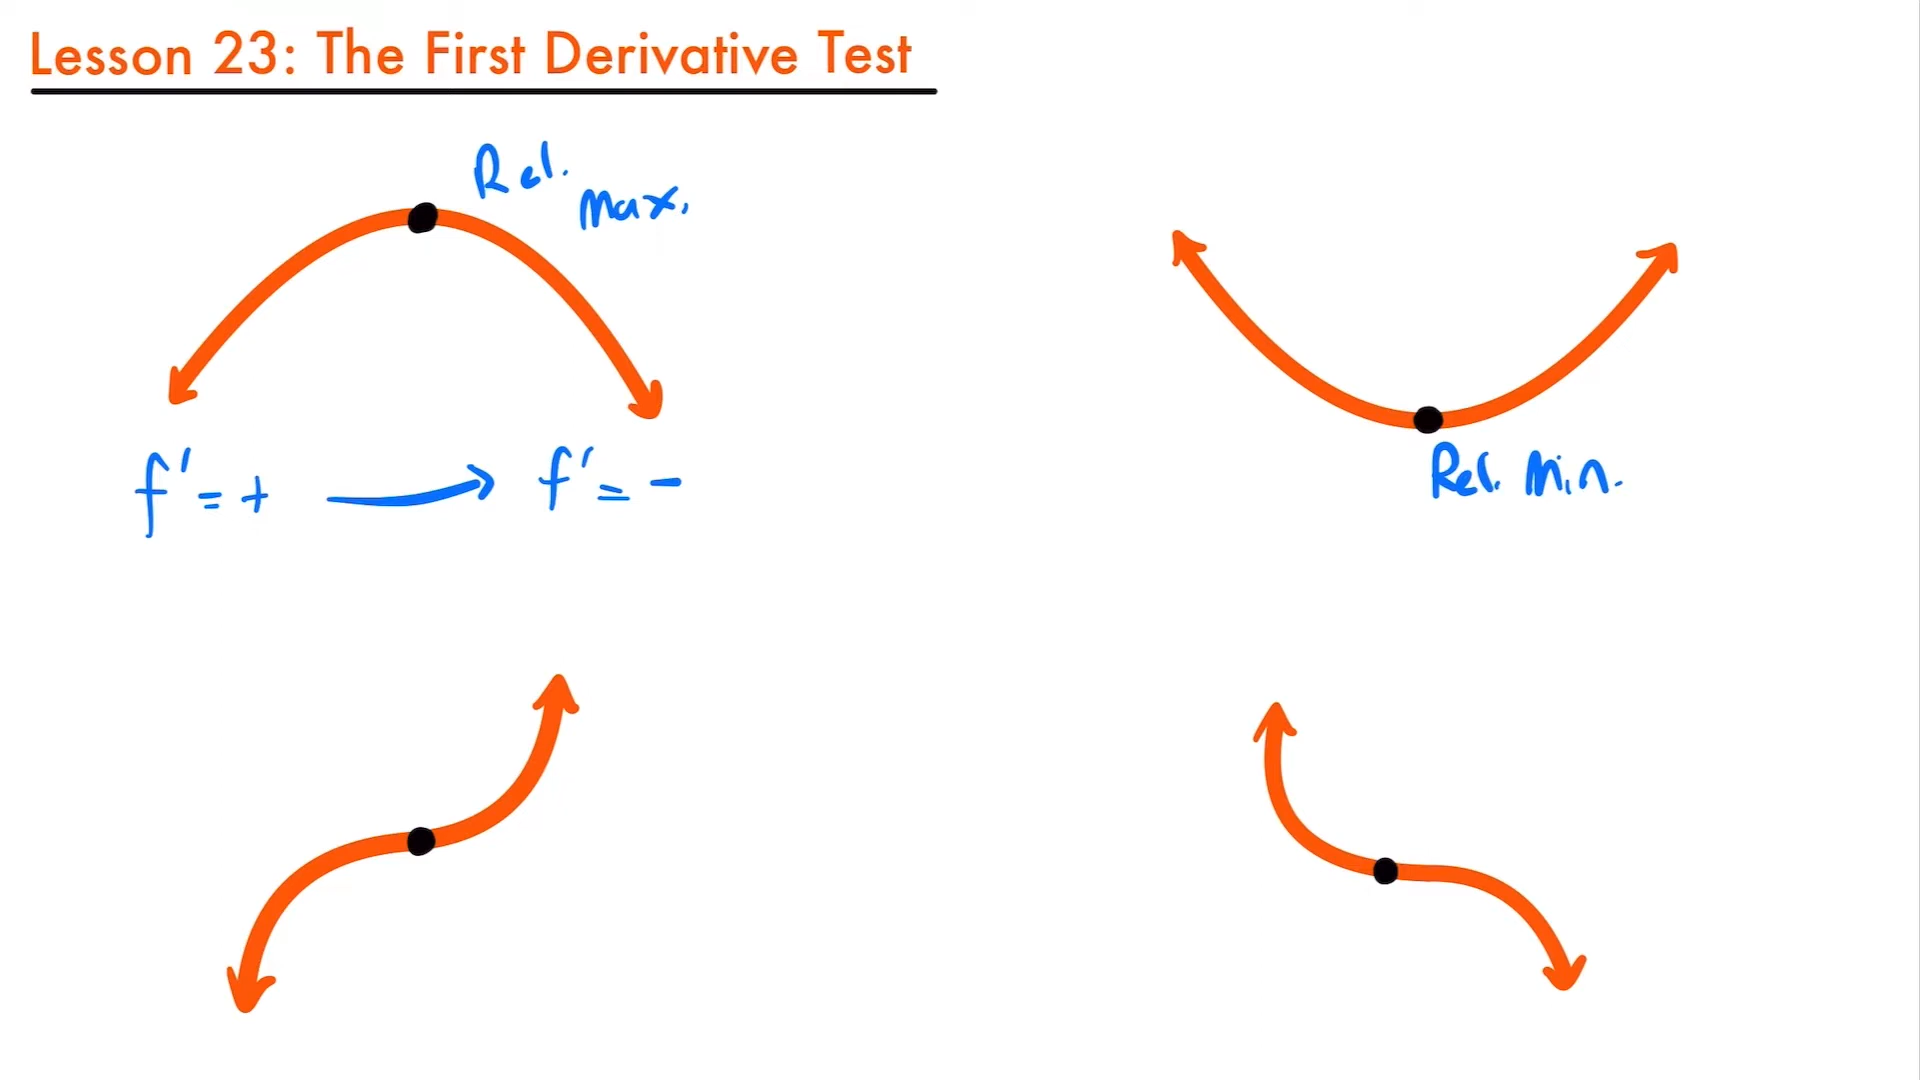 Lesson 23: The First Derivative Test
Rel.
Max.
f' = + → f' = -
Rel. Min.